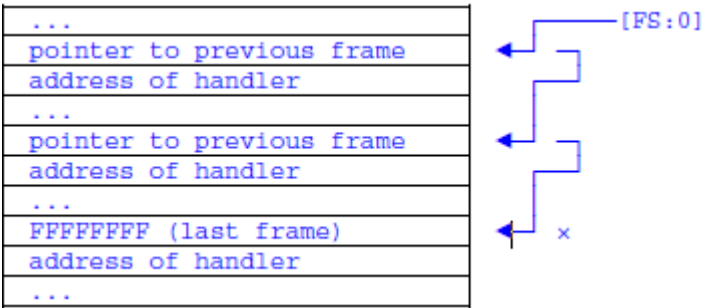 ... [FS:0]
pointer to previous frame
address of handler
...
pointer to previous frame
address of handler
...
FFFFFFFF (last frame) ×
address of handler
...